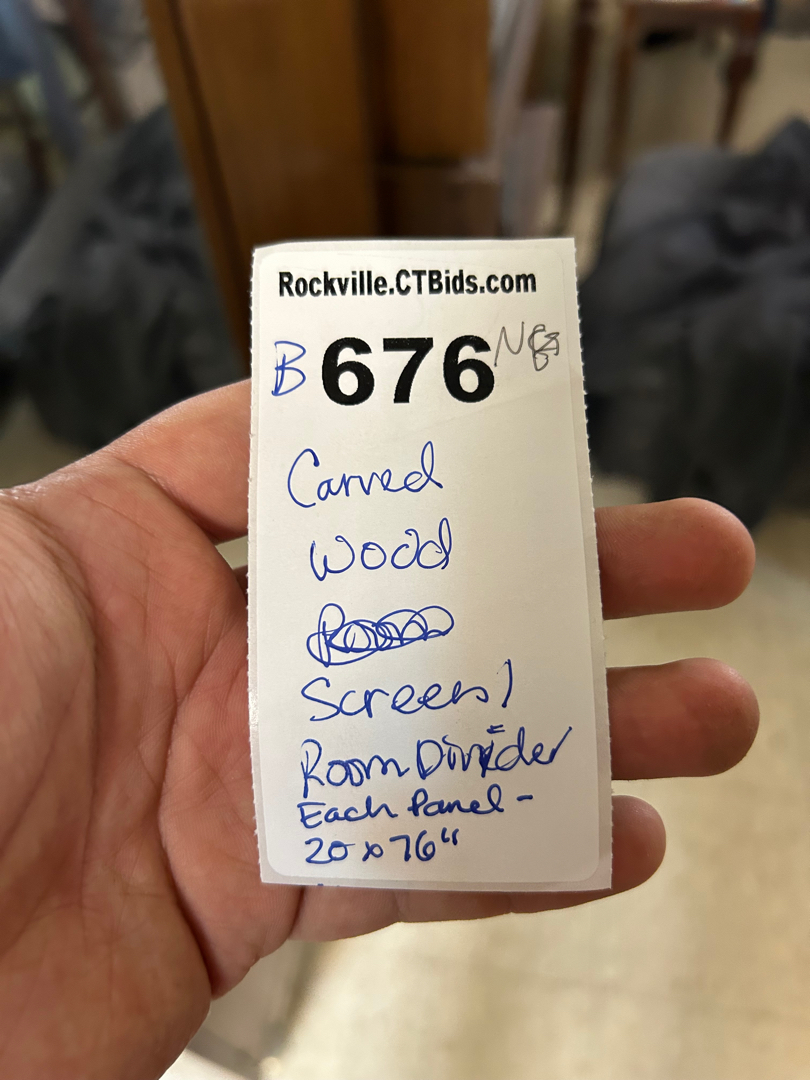 Rockville.CTBids.com
B 676
Carved
Wood
Screen/
Room Divider
Each Panel -
20 x 76"